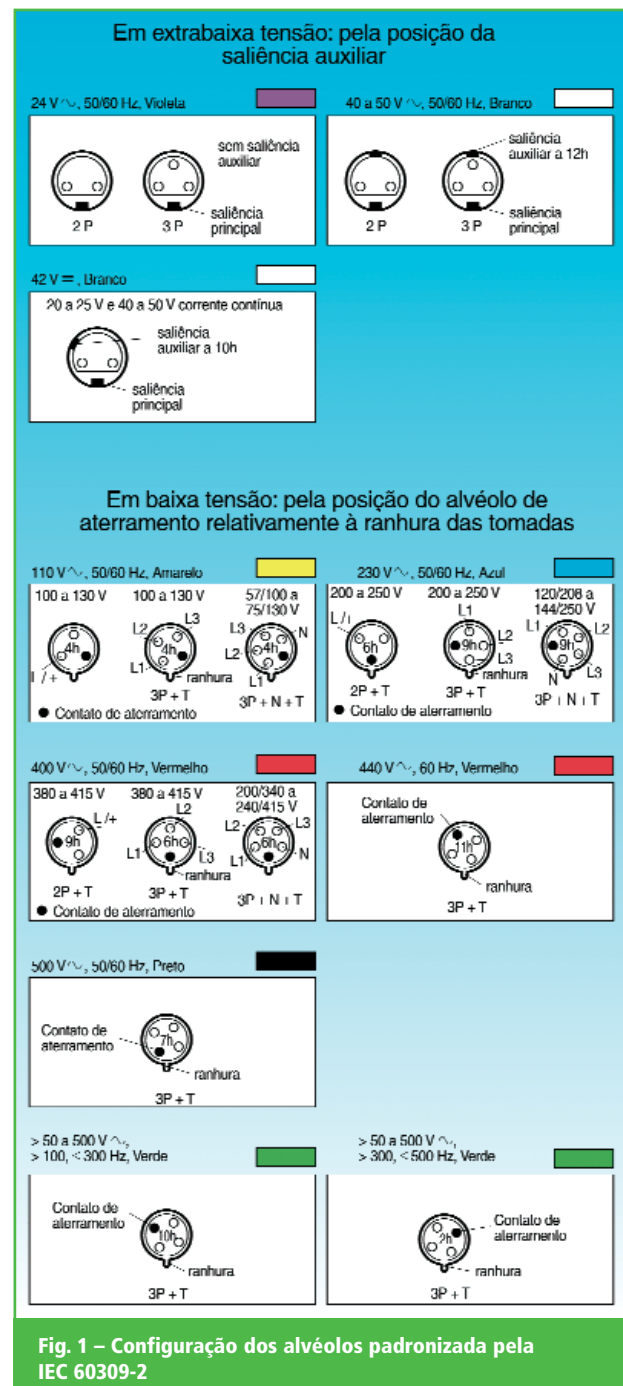 Em extrabaixa tensão: pela posição da
saliência auxiliar
24 V ∿, 50/60 Hz, Violeta
sem saliência
auxiliar
saliência
principal
2 P
3 P
40 a 50 V ∿, 50/60 Hz, Branco
saliência
auxiliar a 12h
saliência
principal
2 P
3 P
42 V ═, Branco
20 a 25 V e 40 a 50 V corrente contínua
saliência
auxiliar a 10h
saliência
principal
Em baixa tensão: pela posição do alvéolo de
aterramento relativamente à ranhura das tomadas
110 V ∿, 50/60 Hz, Amarelo
100 a 130 V
4h
L/+
100 a 130 V
L3
L2
4h
L1
ranhura
3P + T
57/100 a
75/130 V
L3
N
L2
4h
L1
3P + N + T
● Contato de aterramento
230 V ∿, 50/60 Hz, Azul
200 a 250 V
L/+
6h
2P + T
200 a 250 V
L1
L2
9h
L3
ranhura
3P + T
120/208 a
144/250 V
L1
L2
9h
L3
N
3P + N + T
● Contato de aterramento
400 V ∿, 50/60 Hz, Vermelho
380 a 415 V
L/+
9h
2P + T
380 a 415 V
L2
6h
L1
L3
ranhura
3P + T
200/340 a
240/415 V
L2
L3
6h
L1
N
3P + N + T
● Contato de aterramento
440 V ∿, 60 Hz, Vermelho
Contato de
aterramento
11h
ranhura
3P + T
500 V ∿, 50/60 Hz, Preto
Contato de
aterramento
7h
ranhura
3P + T
> 50 a 500 V ∿,
> 100, < 300 Hz, Verde
Contato de
aterramento
10h
ranhura
3P + T
> 50 a 500 V ∿,
> 300, < 500 Hz, Verde
Contato de
aterramento
2h
ranhura
3P + T
Fig. 1 – Configuração dos alvéolos padronizada pela
IEC 60309-2